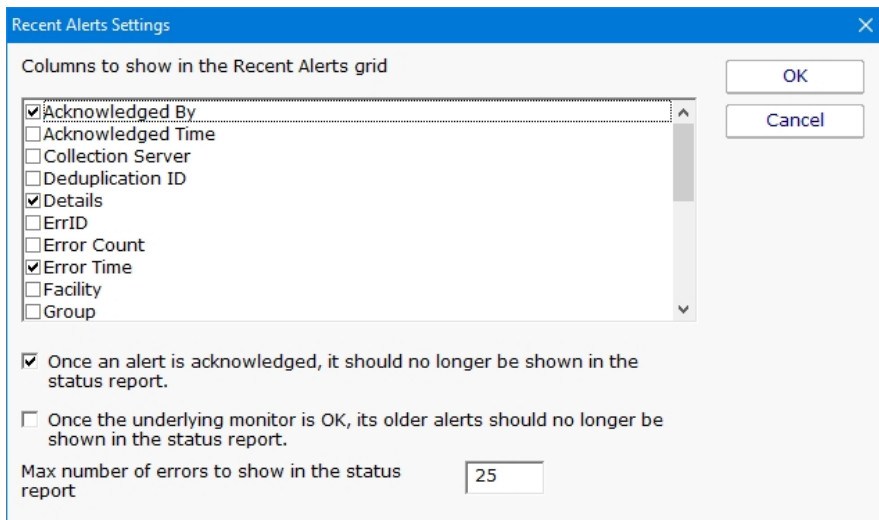 Recent Alerts Settings
Columns to show in the Recent Alerts grid
OK
Cancel
Acknowledged By
Acknowledged Time
Collection Server
Deduplication ID
Details
ErrID
Error Count
Error Time
Facility
Group
Once an alert is acknowledged, it should no longer be shown in the
status report.
Once the underlying monitor is OK, its older alerts should no longer be
shown in the status report.
Max number of errors to show in the status
report
25